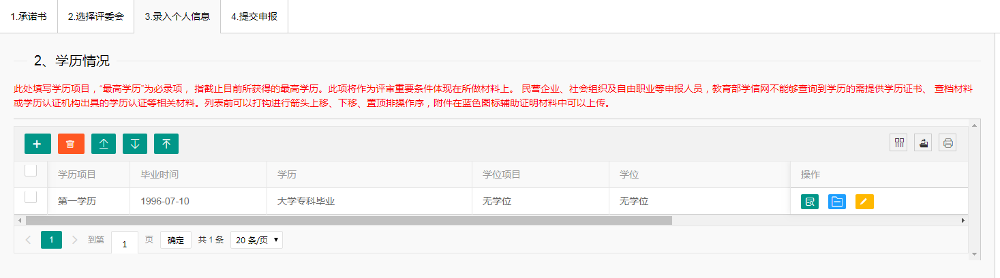 1.承诺书 2.选择评委会 3.录入个人信息 4.提交申报
2、学历情况
此处填写学历项目，“最高学历”为必录项， 指截止目前所获得的最高学历。此项将作为评审重要条件体现在所做材料上。 民营企业、社会组织及自由职业等申报人员，教育部学信网不能够查询到学历的需提供学历证书、 查档材料
或学历认证机构出具的学历认证等相关材料。列表前可以打钩进行箭头上移、下移、置顶排操作序，附件在蓝色图标辅助证明材料中可以上传。
学历项目 毕业时间 学历 学位项目 学位 操作
第一学历 1996-07-10 大学专科毕业 无学位 无学位
1 到第 1 页 确定 共 1 条 20 条/页